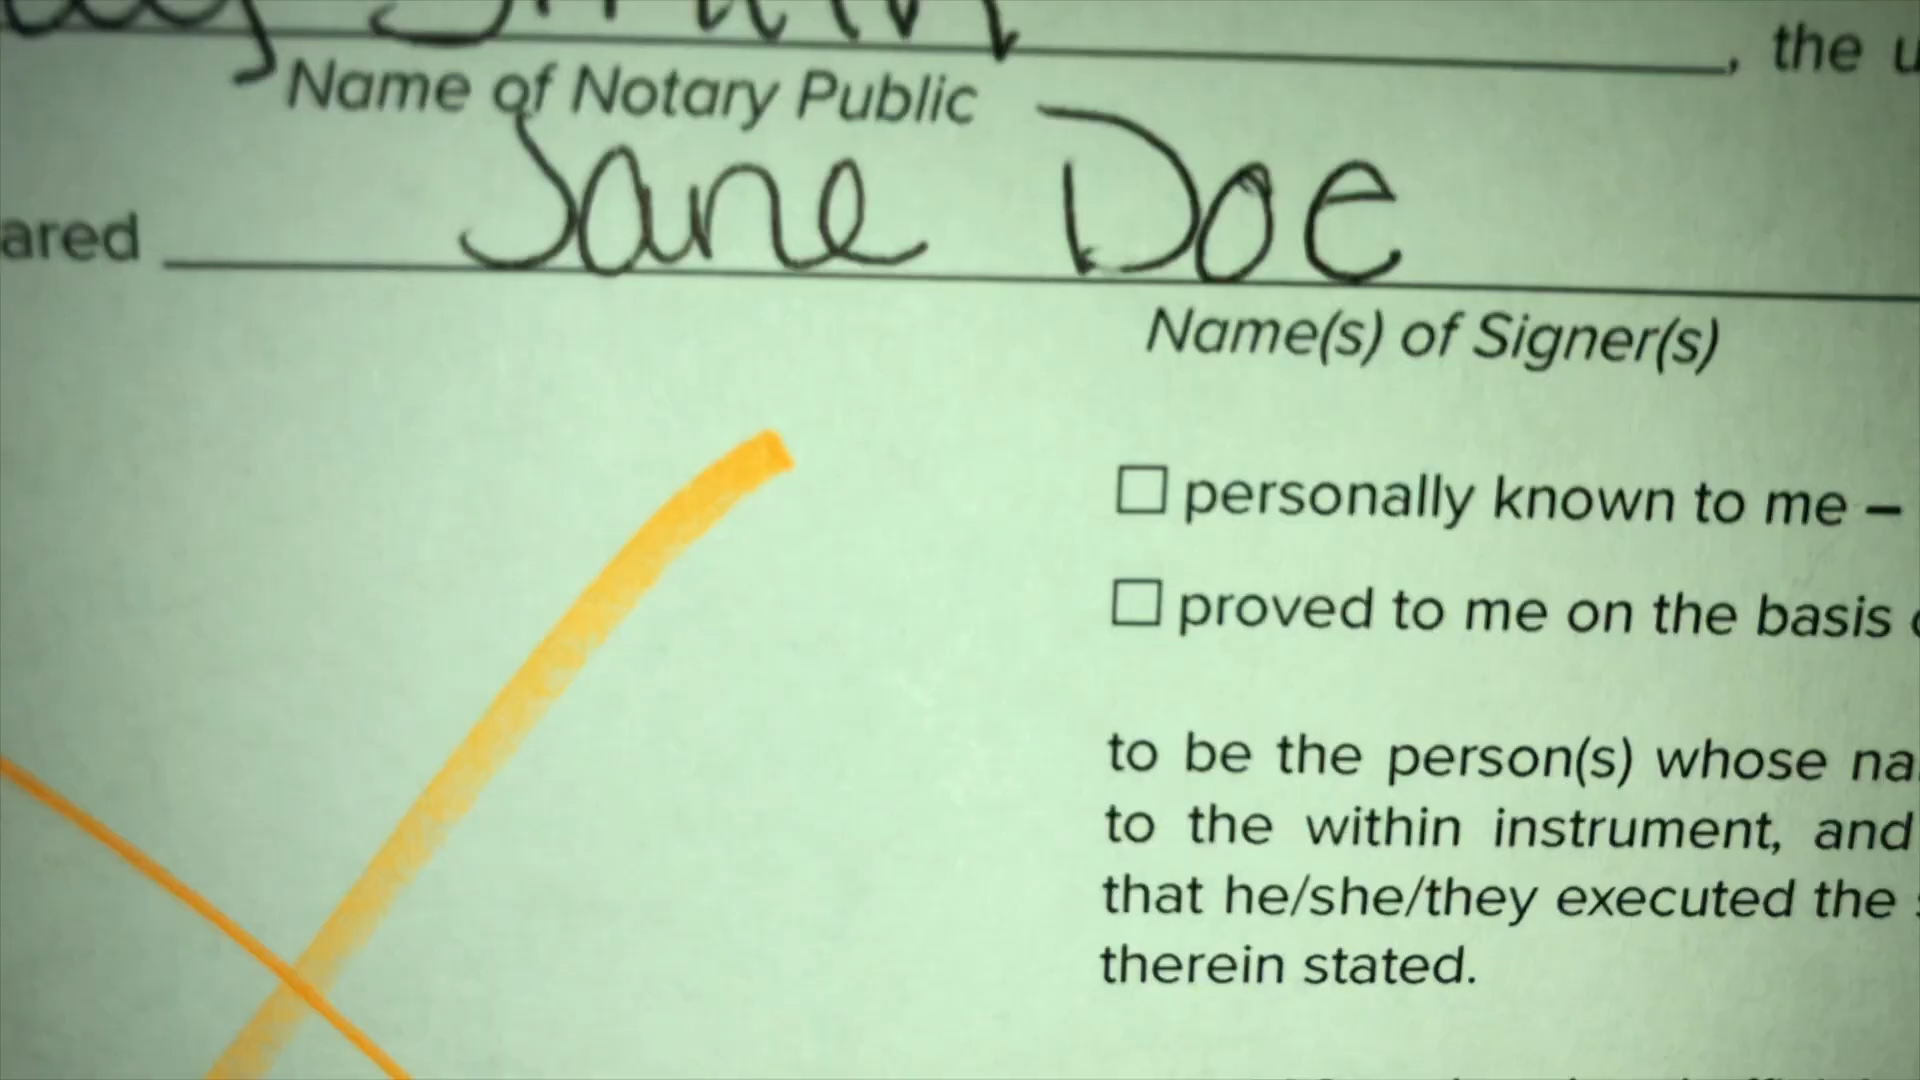 , the
Name of Notary Public
Jane Doe
ared
Name(s) of Signer(s)
☐ personally known to me –
☐ proved to me on the basis
to be the person(s) whose na
to the within instrument, and
that he/she/they executed the
therein stated.